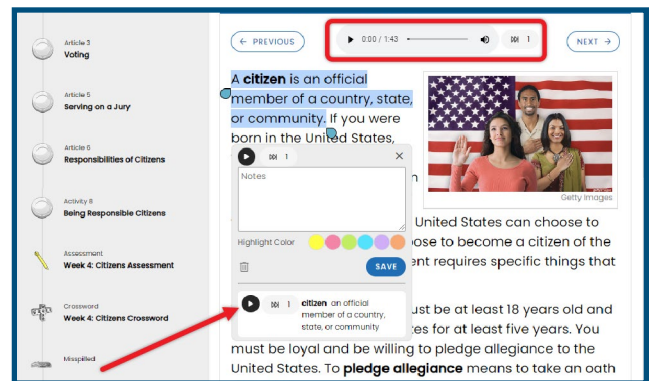 Article 3
Voting
Article 5
Serving on a Jury
Article 6
Responsibilities of Citizens
Activity 8
Being Responsible Citizens
Assessment
Week 4: Citizens Assessment
Crossword
Week 4: Citizens Crossword
Misspilled
← PREVIOUS
0:00 / 1:43
1
NEXT →
A citizen is an official
member of a country, state,
or community. If you were
born in the United States,
n
Getty Images
1
Notes
Highlight Color
SAVE
1 citizen an official
member of a country,
state, or community
United States can choose to
ose to become a citizen of the
ent requires specific things that
ust be at least 18 years old and
es for at least five years. You
must be loyal and be willing to pledge allegiance to the
United States. To pledge allegiance means to take an oath